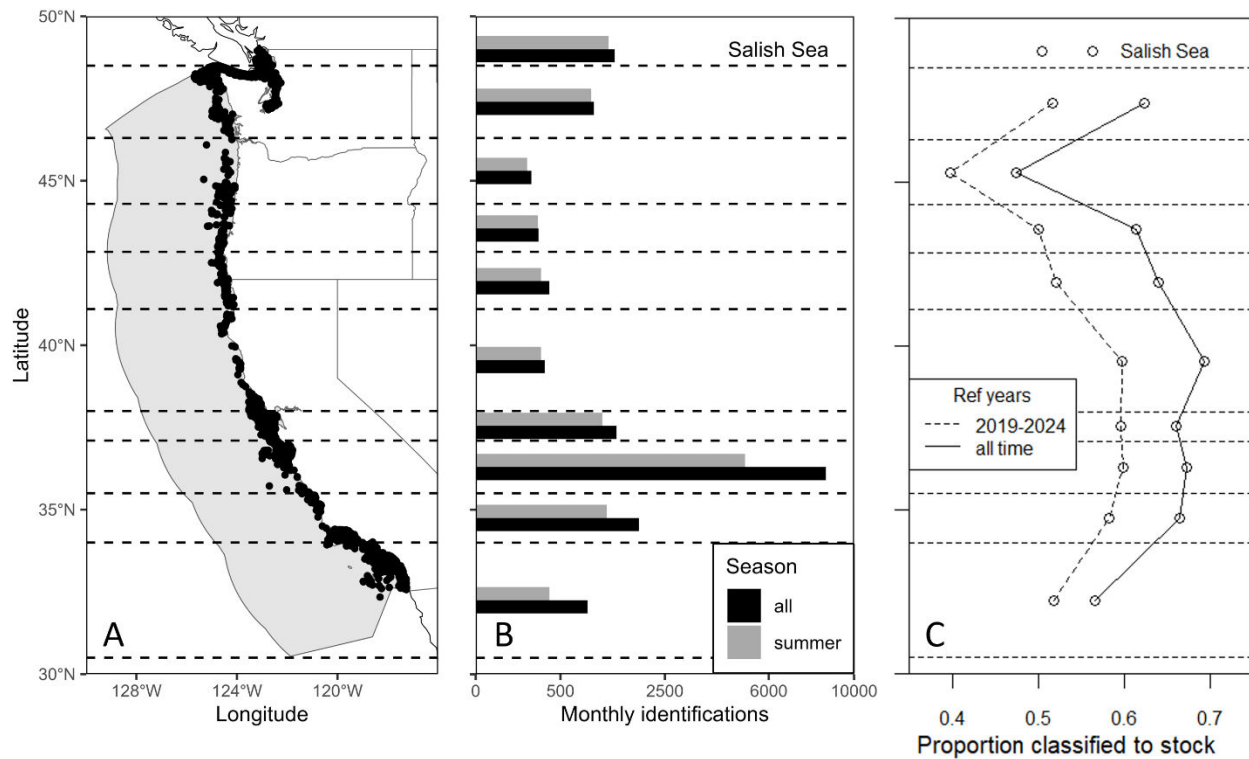 50°N
45°N
40°N
35°N
30°N
Latitude
A
128°W
124°W
120°W
Longitude
Salish Sea
B
Season
all
summer
0
500
2500
6000
10000
Monthly identifications
Salish Sea
Ref years
2019-2024
all time
C
0.4
0.5
0.6
0.7
Proportion classified to stock